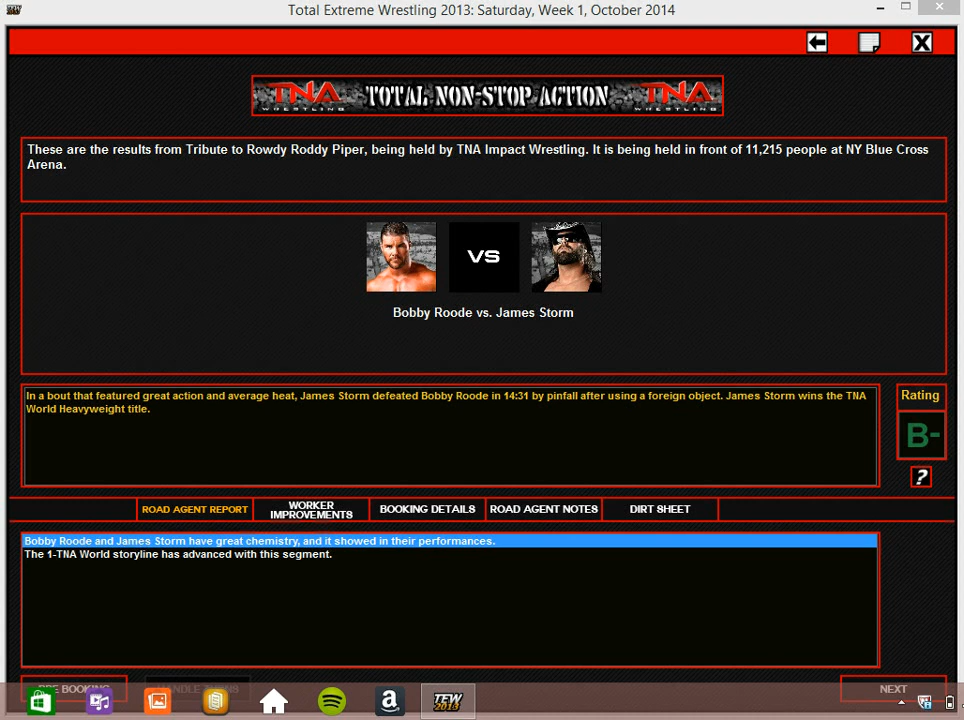 Total Extreme Wrestling 2013: Saturday, Week 1, October 2014
TNA WRESTLING TOTAL NON-STOP ACTION TNA WRESTLING
These are the results from Tribute to Rowdy Roddy Piper, being held by TNA Impact Wrestling. It is being held in front of 11,215 people at NY Blue Cross
Arena.
VS
Bobby Roode vs. James Storm
In a bout that featured great action and average heat, James Storm defeated Bobby Roode in 14:31 by pinfall after using a foreign object. James Storm wins the TNA
World Heavyweight title.
Rating
B-
?
ROAD AGENT REPORT
WORKER
IMPROVEMENTS
BOOKING DETAILS
ROAD AGENT NOTES
DIRT SHEET
Bobby Roode and James Storm have great chemistry, and it showed in their performances.
The 1-TNA World storyline has advanced with this segment.
NEXT
a
TEW
2013